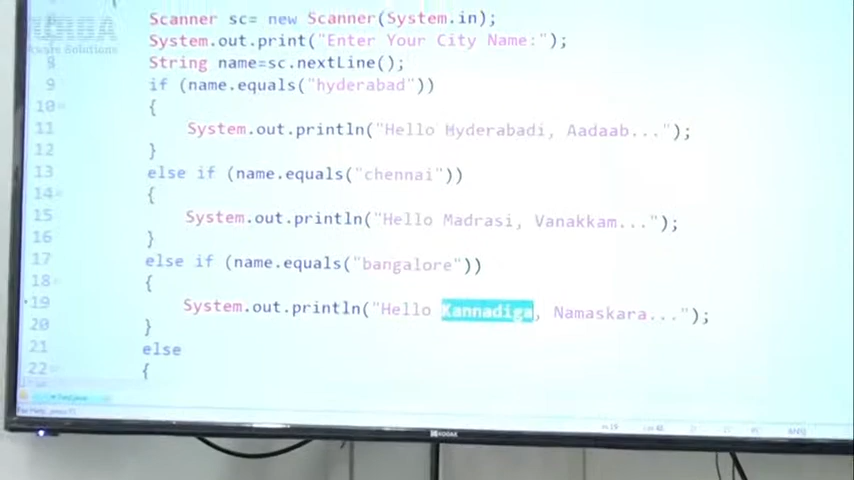 Scanner sc= new Scanner(System.in);
System.out.print("Enter Your City Name:");
8 String name=sc.nextLine();
9 if (name.equals("hyderabad"))
10 {
11 System.out.println("Hello Hyderabadi, Aadaab...");
12 }
13 else if (name.equals("chennai"))
14 {
15 System.out.println("Hello Madrasi, Vanakkam...");
16 }
17 else if (name.equals("bangalore"))
18 {
19 System.out.println("Hello Kannadiga, Namaskara...");
20 }
21 else
22 {
KODAK